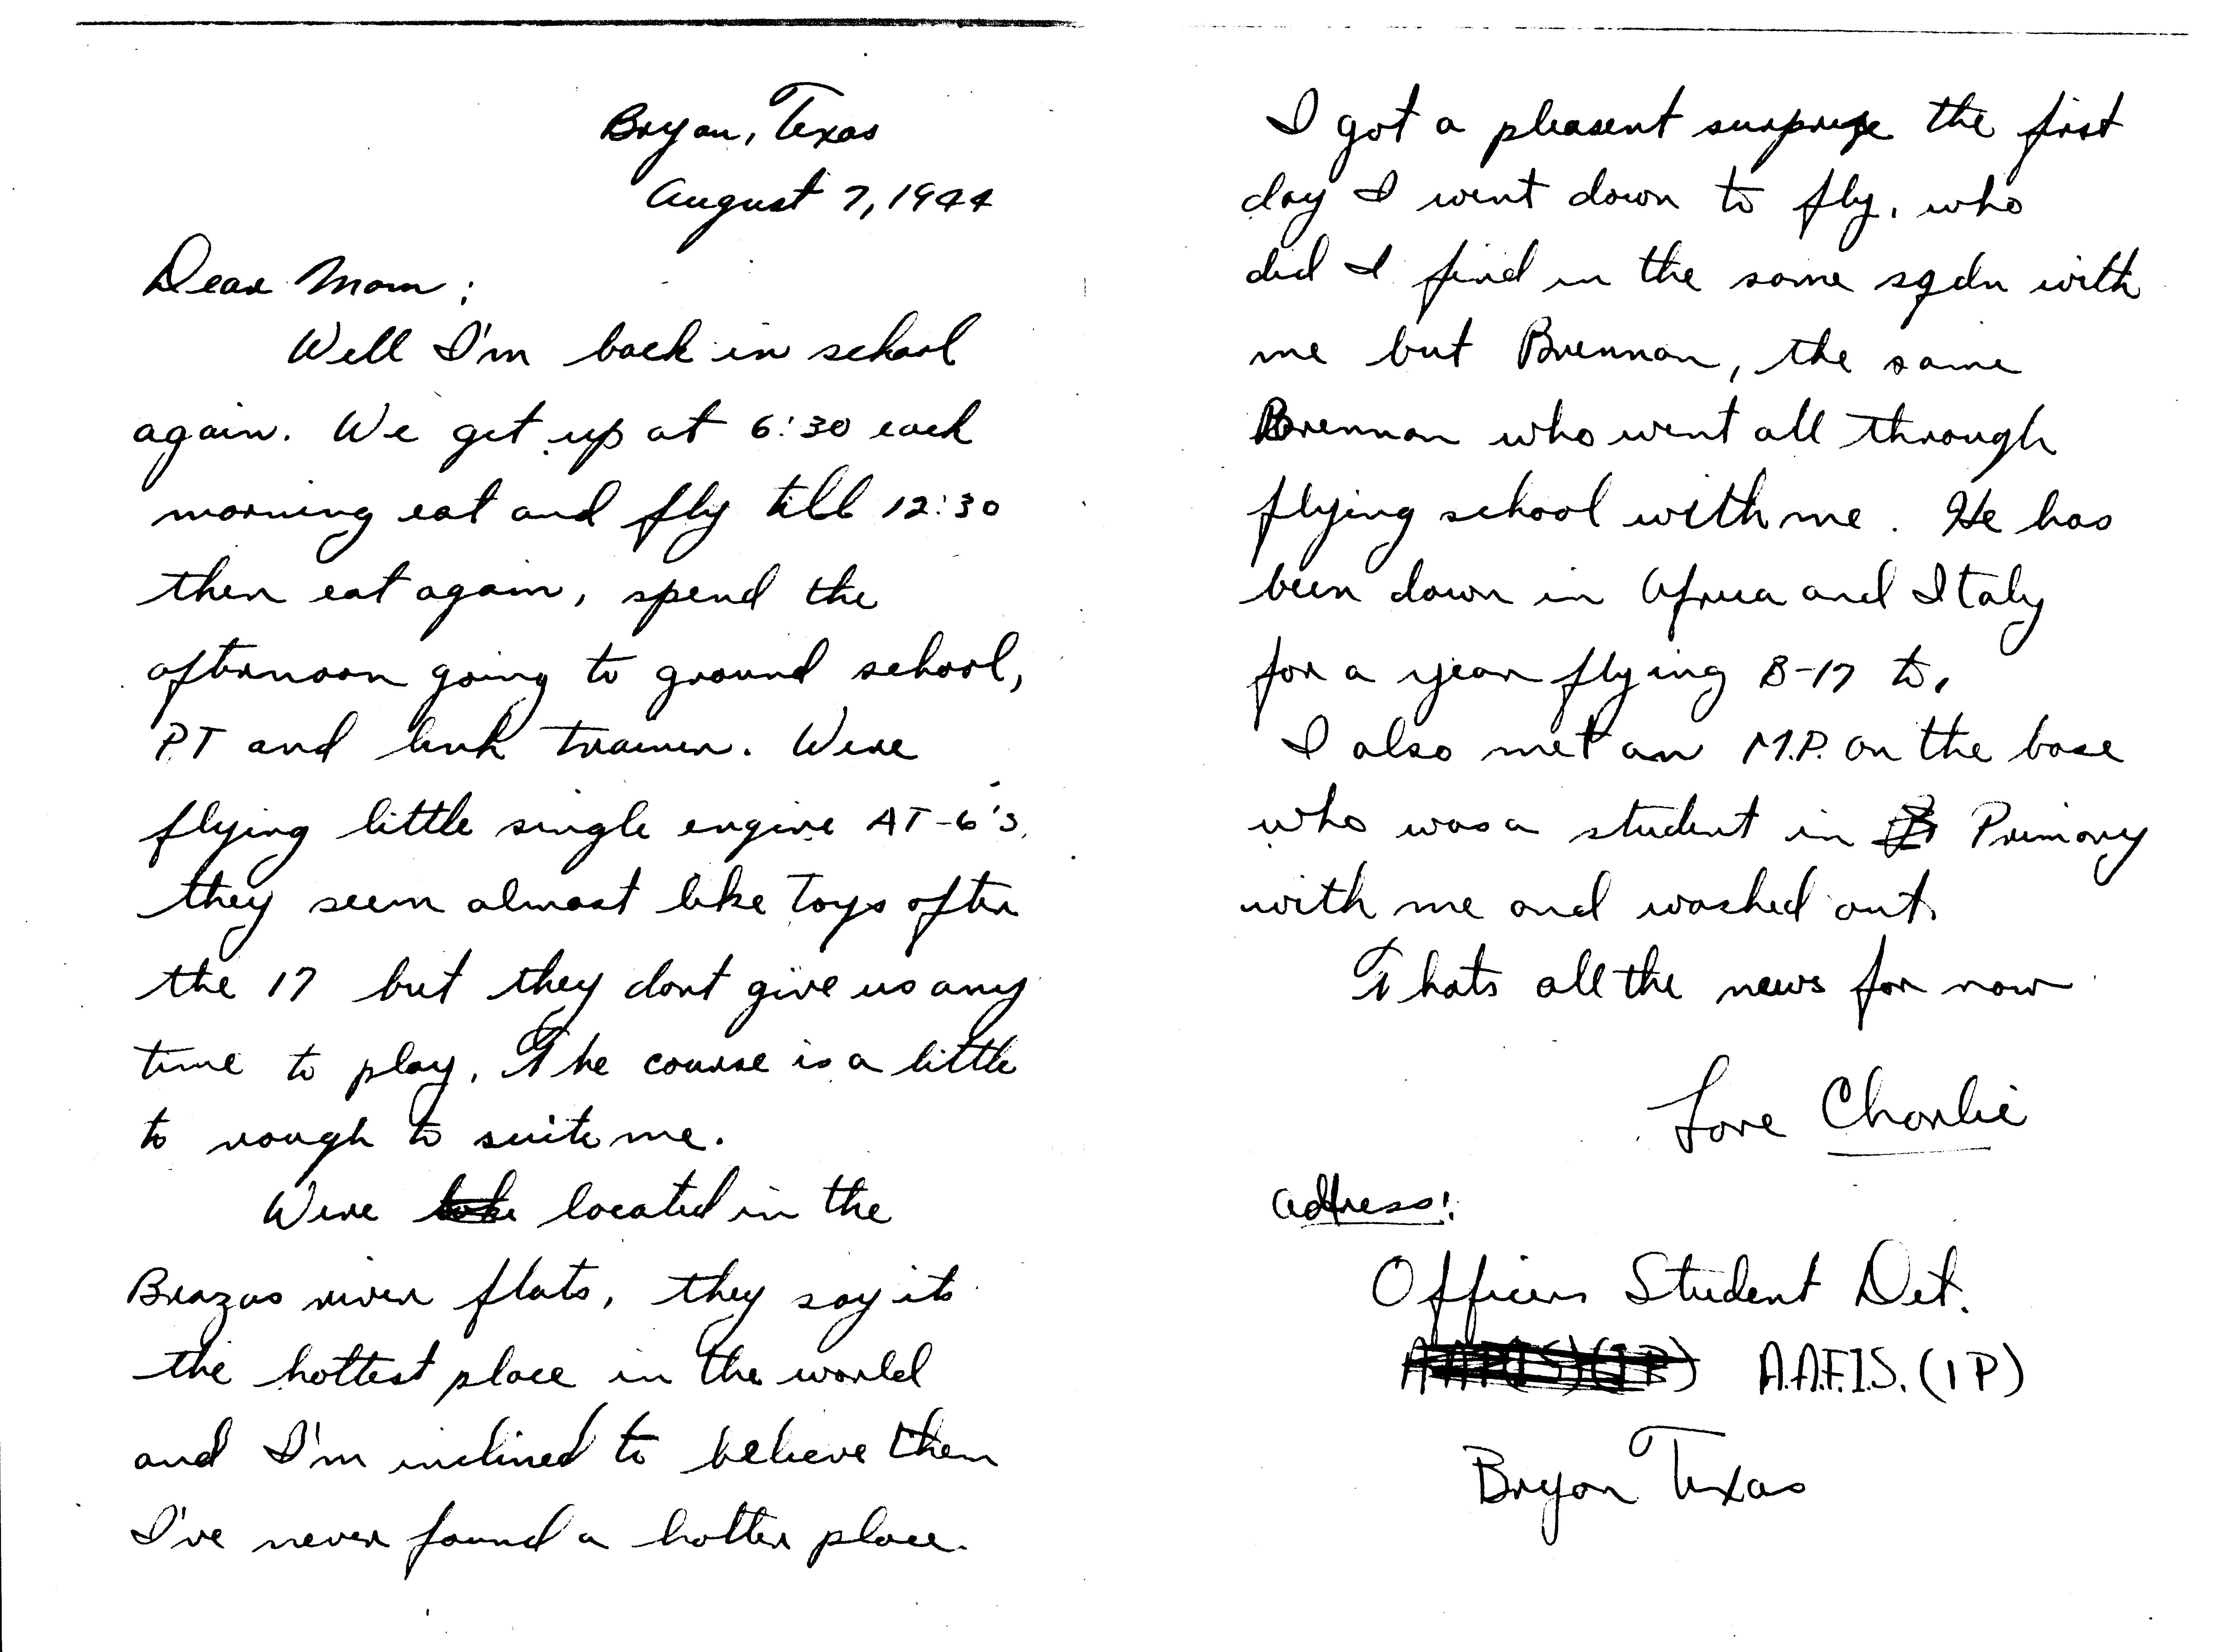 Bryan, Texas
August 7, 1944
Dear Mom:
Well I'm back in school
again. We get up at 6:30 each
morning eat and fly till 12:30
then eat again, spend the
afternoon going to ground school,
PT and link trainer. Were
flying little single engine AT-6's,
they seem almost like toys after
the 17 but they dont give us any
time to play. The course is a little
to rough to suite me.
Were located in the
Brazas river flats, they say its
the hottest place in the world
and I'm inclined to believe them
I've never found a hotter place.
I got a pleasent surprize the first
day I went down to fly, who
did I find in the same sqdn with
me but Brennan, the same
Brennan who went all through
flying school with me. He has
been down in Africa and Italy
for a year flying B-17 to,
I also met an M.P. on the base
who was a student in Primary
with me and washed out.
Thats all the news for now
Love Charlie
address:
Officers Student Det.
A.A.F.I.S. (IP)
Bryan Texas